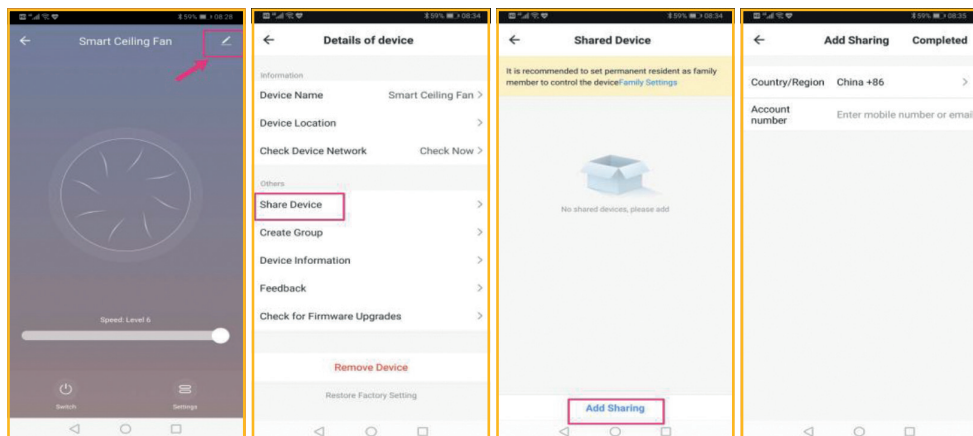 59% 08:28
Smart Ceiling Fan
Speed: Level 6
Switch
Settings
59% 08:34
Details of device
Information
Device Name Smart Ceiling Fan >
Device Location >
Check Device Network Check Now >
Others
Share Device >
Create Group >
Device Information >
Feedback >
Check for Firmware Upgrades >
Remove Device
Restore Factory Setting
59% 08:34
Shared Device
It is recommended to set permanent resident as family
member to control the deviceFamily Settings
No shared devices, please add
Add Sharing
59% 08:35
Add Sharing Completed
Country/Region China +86 >
Account
number
Enter mobile number or emai